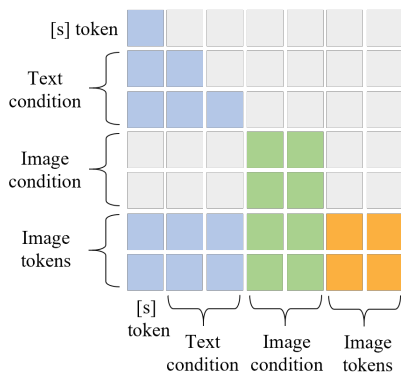 [s] token
Text
condition
Image
condition
Image
tokens
[s]
token
Text
condition
Image
condition
Image
tokens